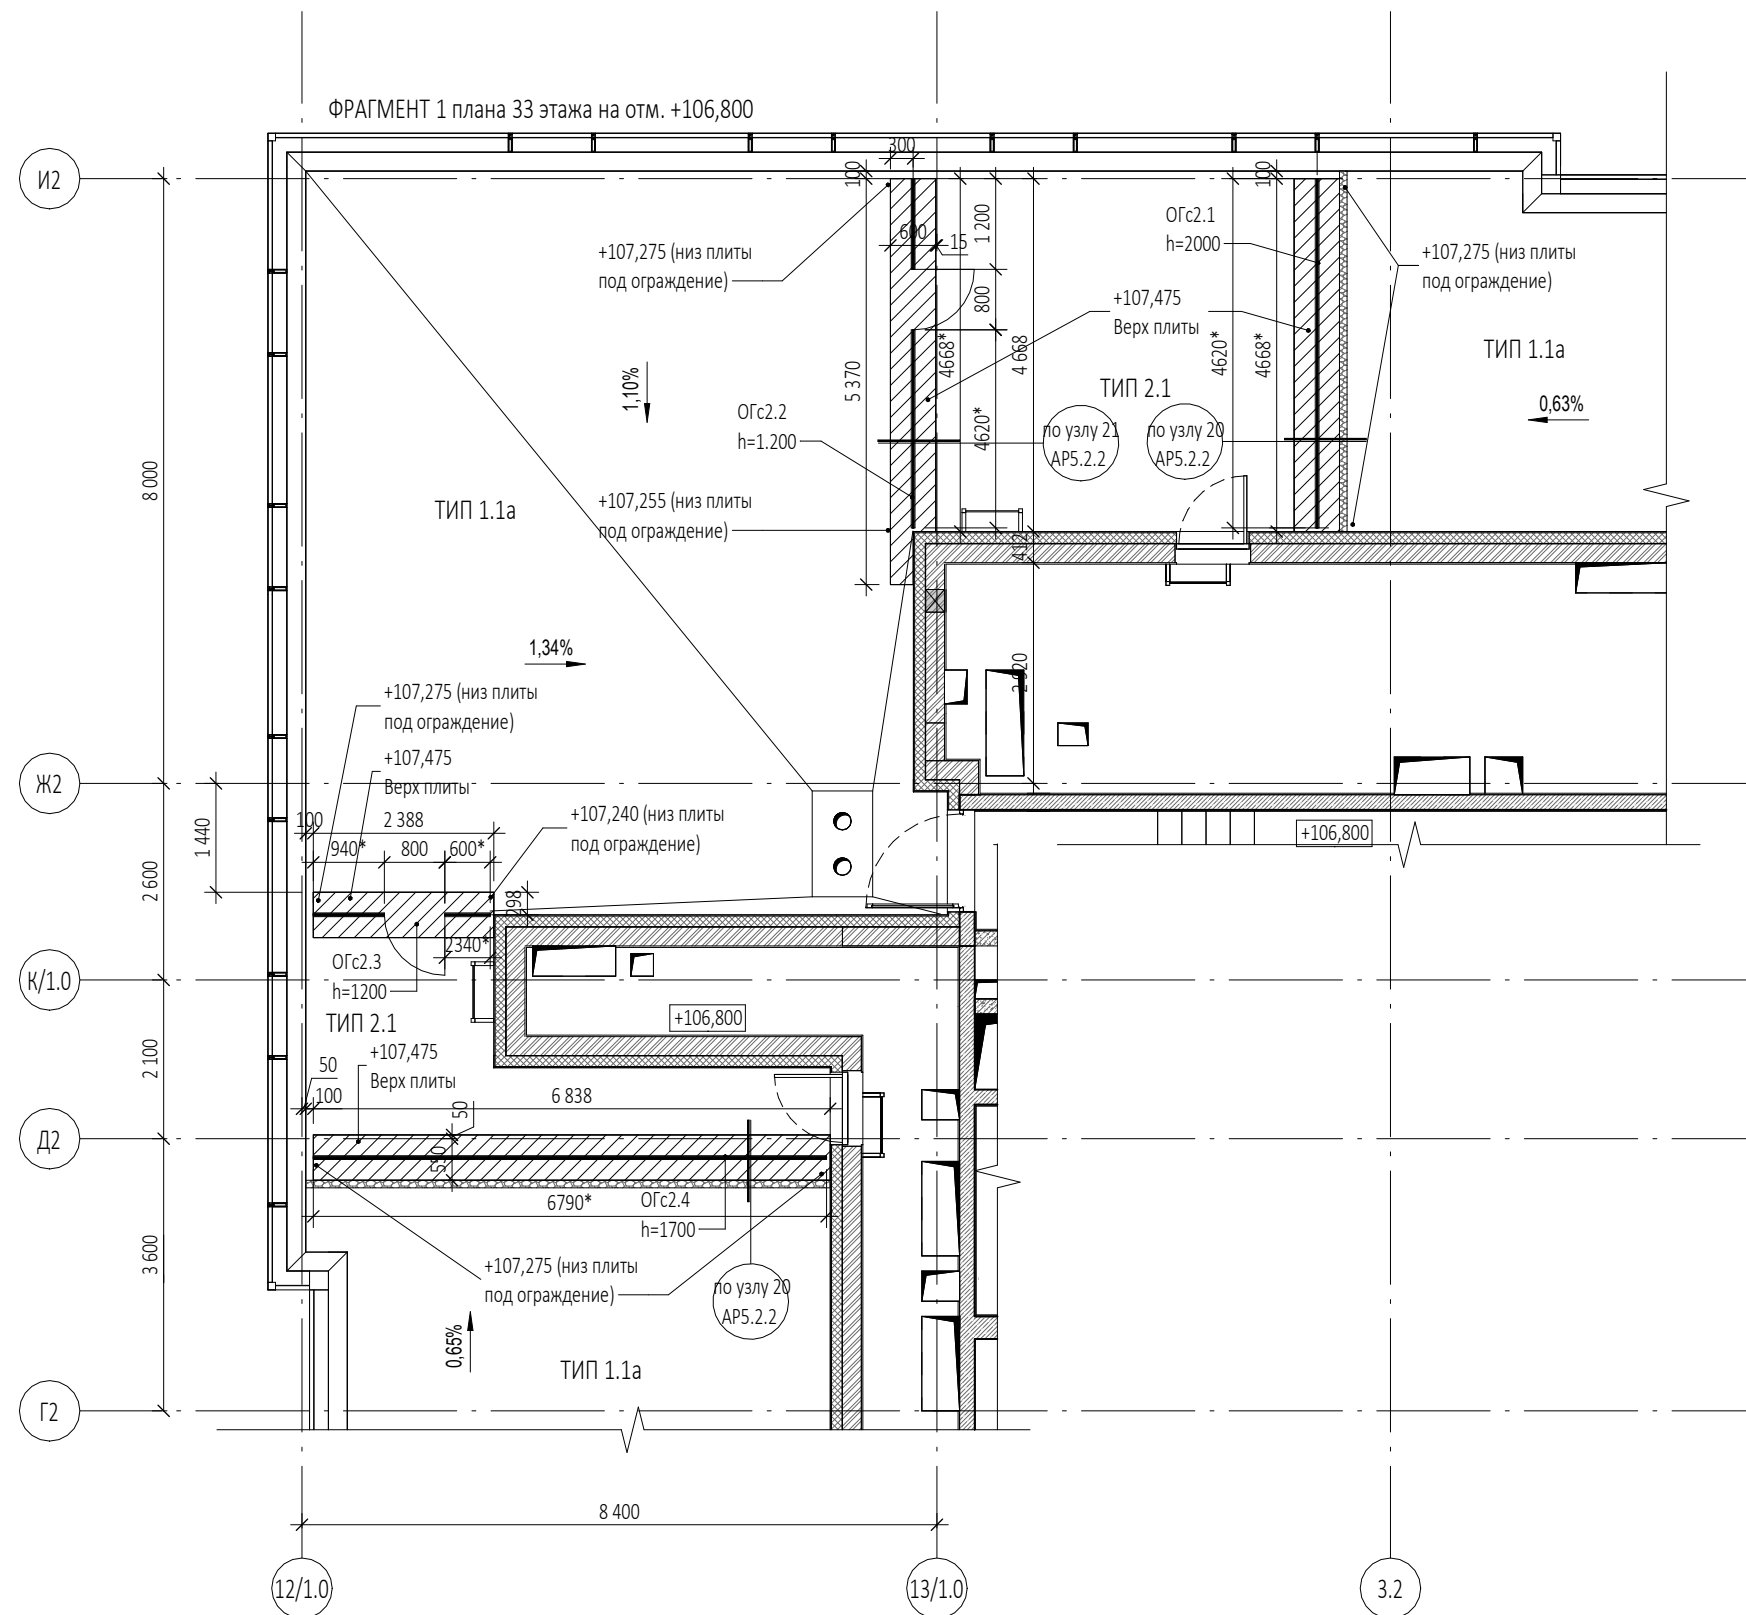 ФРАГМЕНТ 1 плана 33 этажа на отм. +106,800
И2
300
100
100
1 200
600
15
+107,275 (низ плиты
под ограждение)
ОГс2.1
h=2000
+107,275 (низ плиты
под ограждение)
800
+107,475
Верх плиты
4668*
4 668
4620*
4668*
ТИП 1.1а
5 370
1,10%
ТИП 2.1
0,63%
ОГс2.2
h=1.200
4620*
по узлу 21
АР5.2.2
по узлу 20
АР5.2.2
8 000
ТИП 1.1а
+107,255 (низ плиты
под ограждение)
412
1,34%
2 920
+107,275 (низ плиты
под ограждение)
+107,475
Верх плиты
Ж2
1 440
100
2 388
+107,240 (низ плиты
под ограждение)
+106,800
940*
800
600*
2 600
298
2340*
ОГс2.3
h=1200
К/1.0
+106,800
ТИП 2.1
+107,475
Верх плиты
2 100
50
100
6 838
50
Д2
550
6790*
ОГс2.4
h=1700
3 600
+107,275 (низ плиты
под ограждение)
по узлу 20
АР5.2.2
0,65%
ТИП 1.1а
Г2
8 400
12/1.0
13/1.0
3.2